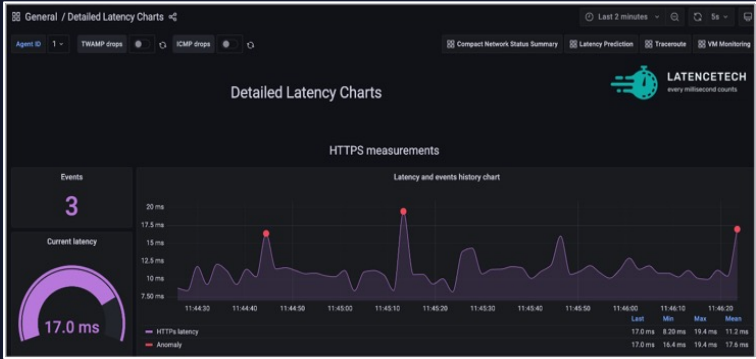 General / Detailed Latency Charts
Last 2 minutes
5s
Agent ID 1 TWAMP drops ICMP drops
Compact Network Status Summary Latency Prediction Traceroute VM Monitoring
LATENCETECH
every millisecond counts
Detailed Latency Charts
HTTPS measurements
Events
3
Current latency
17.0 ms
Latency and events history chart
20 ms
17.5 ms
15 ms
12.5 ms
10 ms
7.50 ms
11:44:30 11:44:40 11:44:50 11:45:00 11:45:10 11:45:20 11:45:30 11:45:40 11:45:50 11:46:00 11:46:10 11:46:20
Last Min Max Mean
HTTPs latency 17.0 ms 8.20 ms 19.4 ms 11.2 ms
Anomaly 17.0 ms 16.4 ms 19.4 ms 17.6 ms